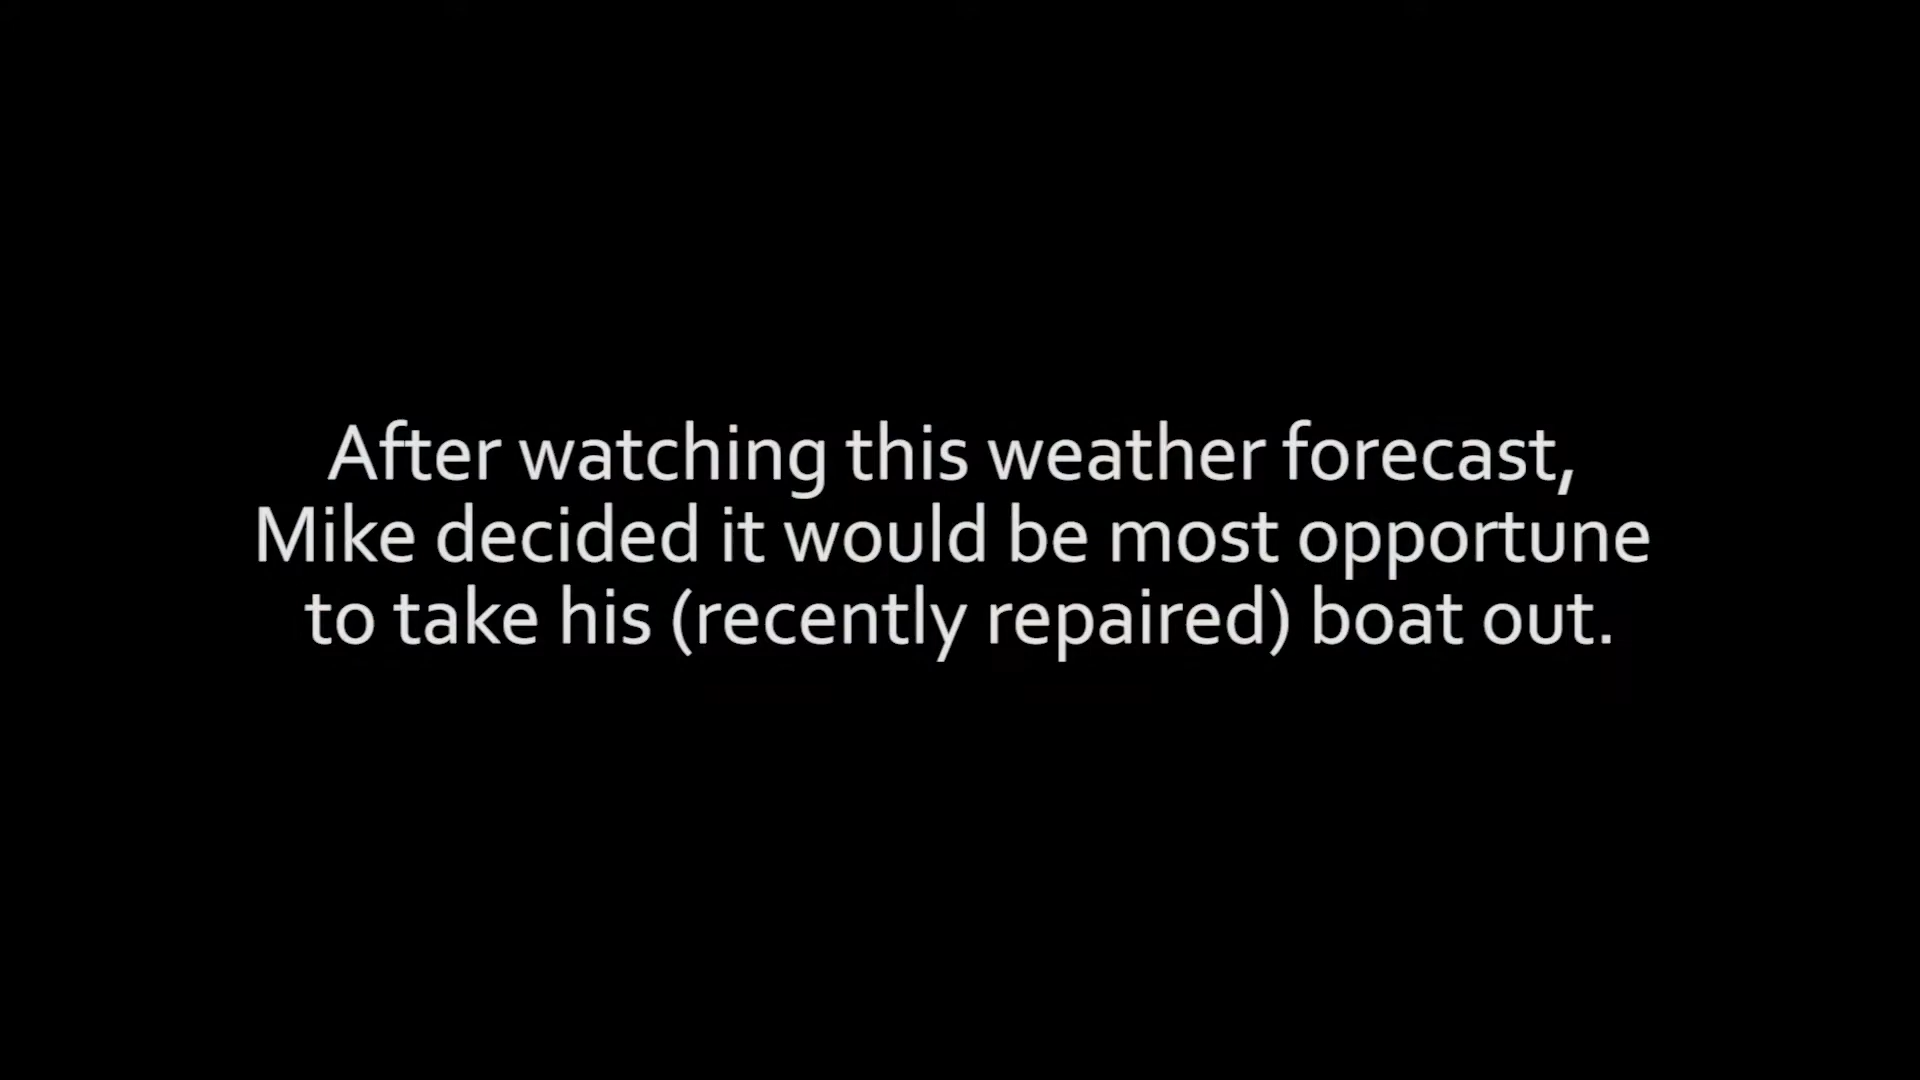 After watching this weather forecast,
Mike decided it would be most opportune
to take his (recently repaired) boat out.